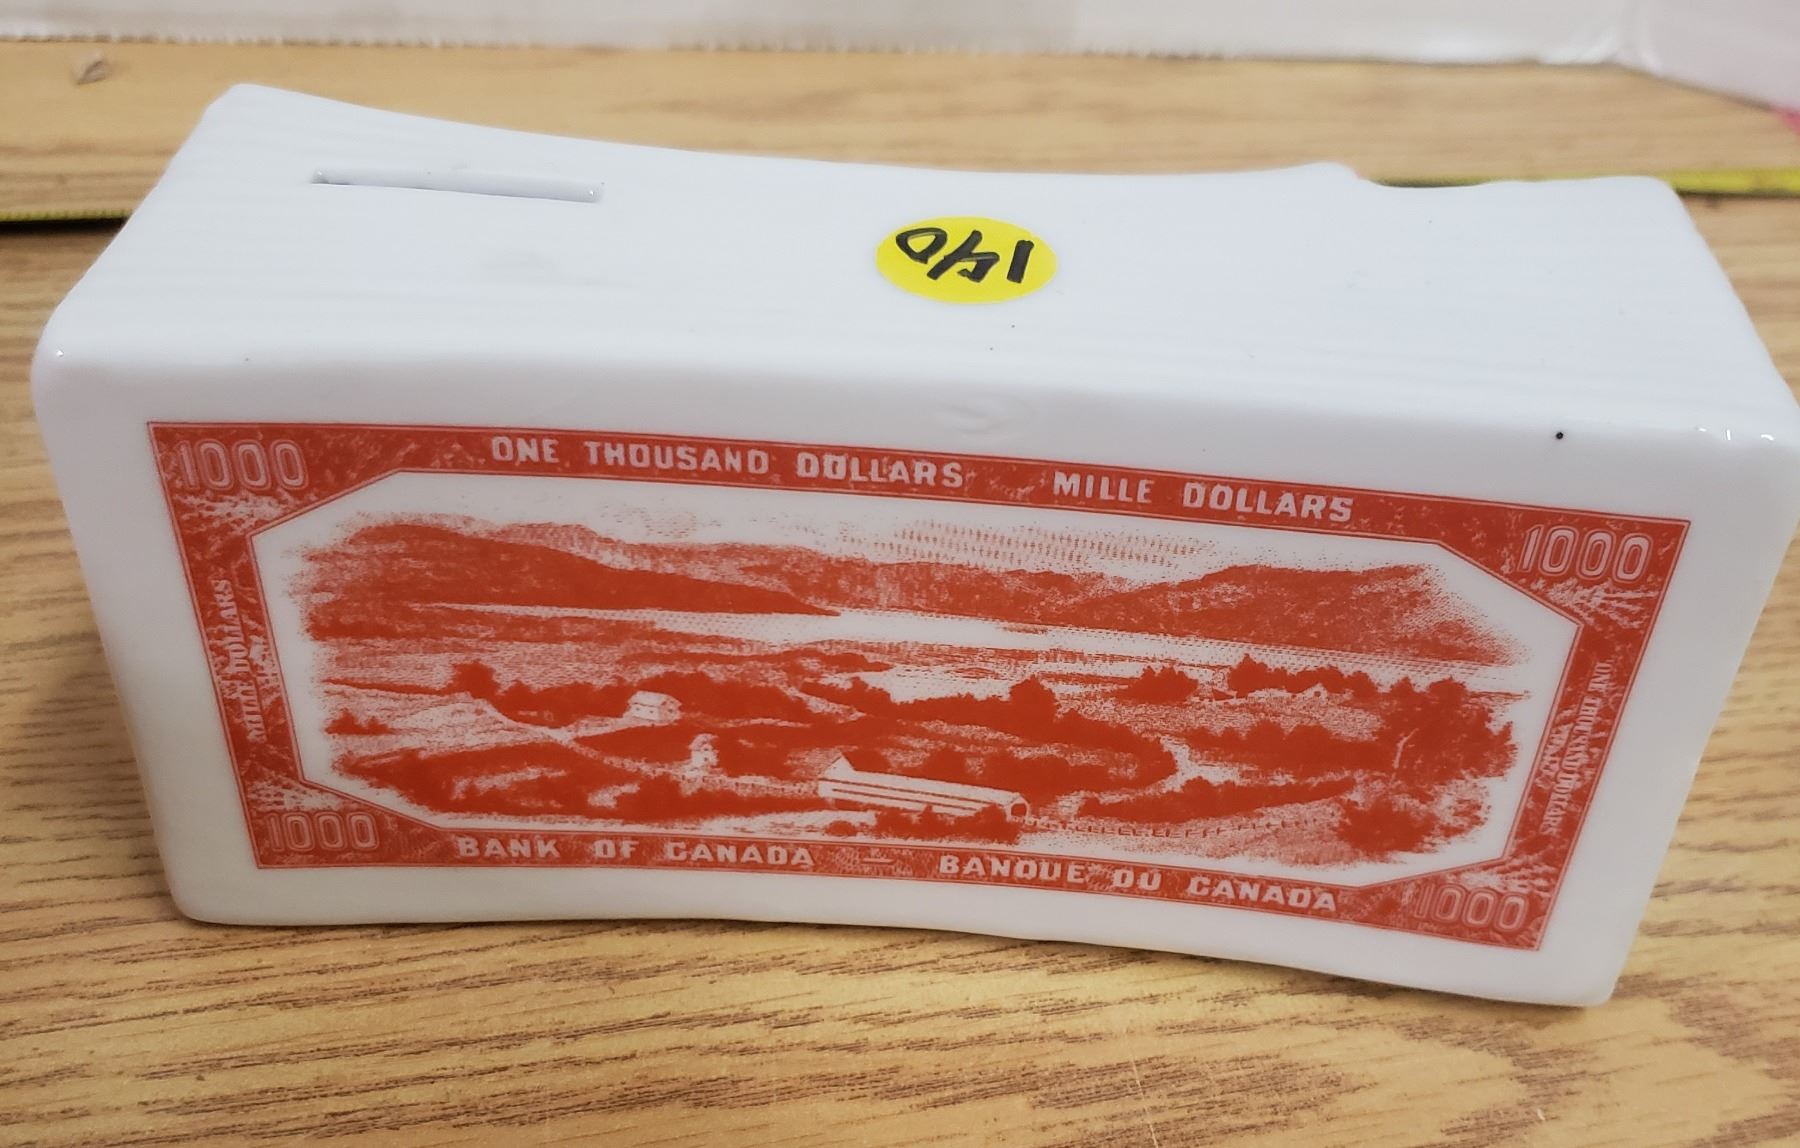 140
1000 ONE THOUSAND DOLLARS MILLE DOLLARS 1000
MILLE DOLLARS
ONE THOUSAND DOLLARS
1000 BANK OF CANADA — BANQUE DU CANADA 1000